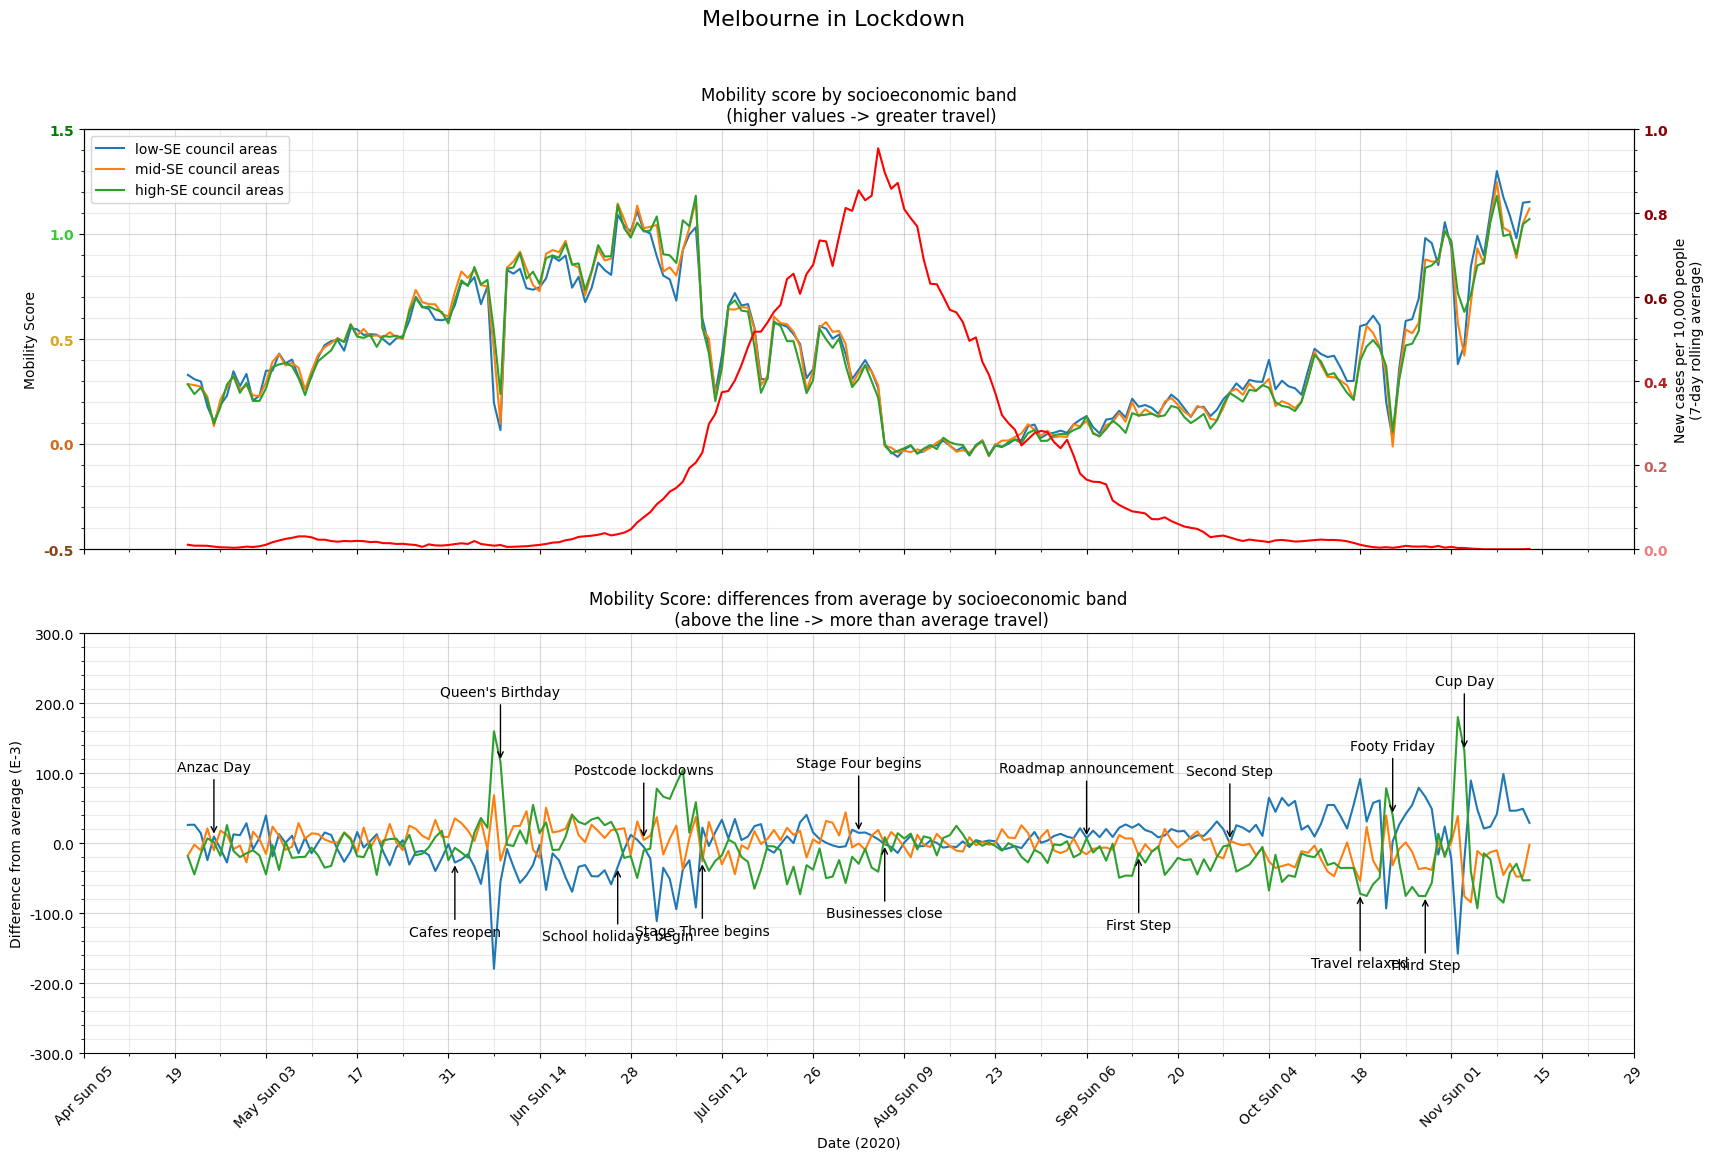 Melbourne in Lockdown
Mobility score by socioeconomic band
(higher values -> greater travel)
1.5
1.0
0.5
0.0
-0.5
Mobility Score
low-SE council areas
mid-SE council areas
high-SE council areas
1.0
0.8
0.6
0.4
0.2
0.0
New cases per 10,000 people
(7-day rolling average)
Mobility Score: differences from average by socioeconomic band
(above the line -> more than average travel)
300.0
200.0
100.0
0.0
-100.0
-200.0
-300.0
Difference from average (E-3)
Anzac Day
Cafes reopen
Queen's Birthday
School holidays begin
Postcode lockdowns
Stage Three begins
Stage Four begins
Businesses close
Roadmap announcement
First Step
Second Step
Travel relaxed
Footy Friday
Third Step
Cup Day
Apr Sun 05
19
May Sun 03
17
31
Jun Sun 14
28
Jul Sun 12
26
Aug Sun 09
23
Sep Sun 06
20
Oct Sun 04
18
Nov Sun 01
15
29
Date (2020)